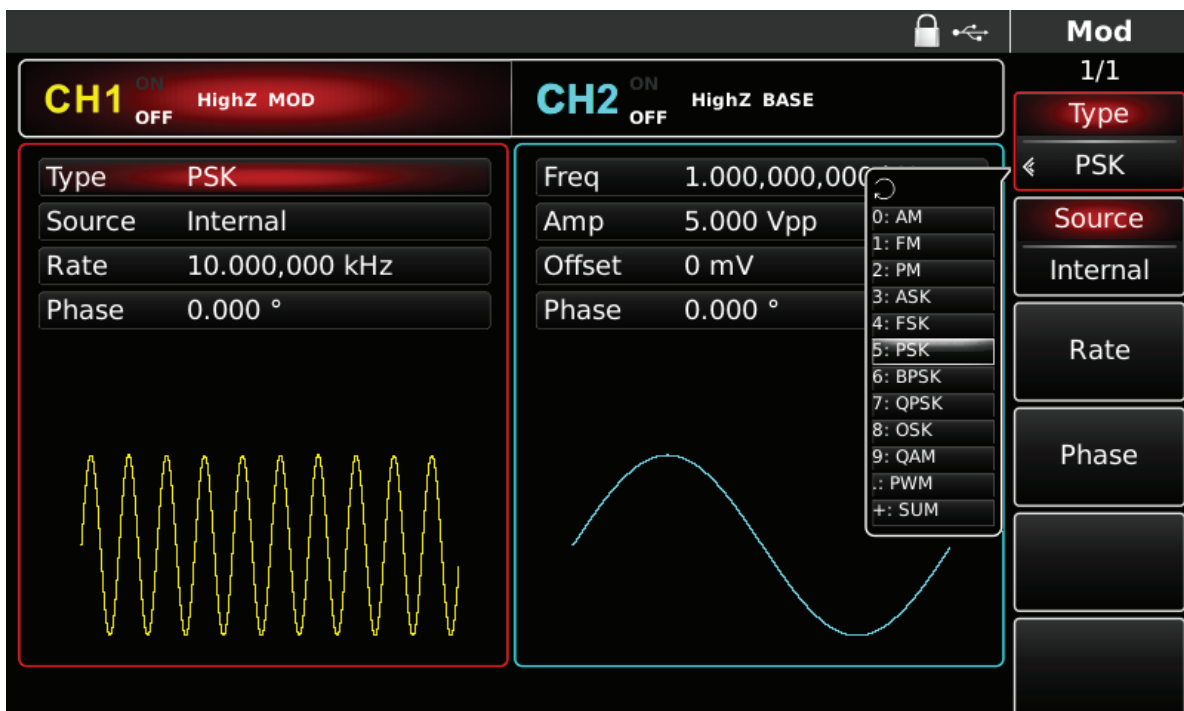 Mod
1/1
CH1 ON OFF HighZ MOD
CH2 ON OFF HighZ BASE
Type PSK
Source Internal
Rate 10.000,000 kHz
Phase 0.000 °
Freq 1.000,000,000
Amp 5.000 Vpp
Offset 0 mV
Phase 0.000 °
0: AM
1: FM
2: PM
3: ASK
4: FSK
5: PSK
6: BPSK
7: QPSK
8: OSK
9: QAM
.: PWM
+: SUM
Type
PSK
Source
Internal
Rate
Phase